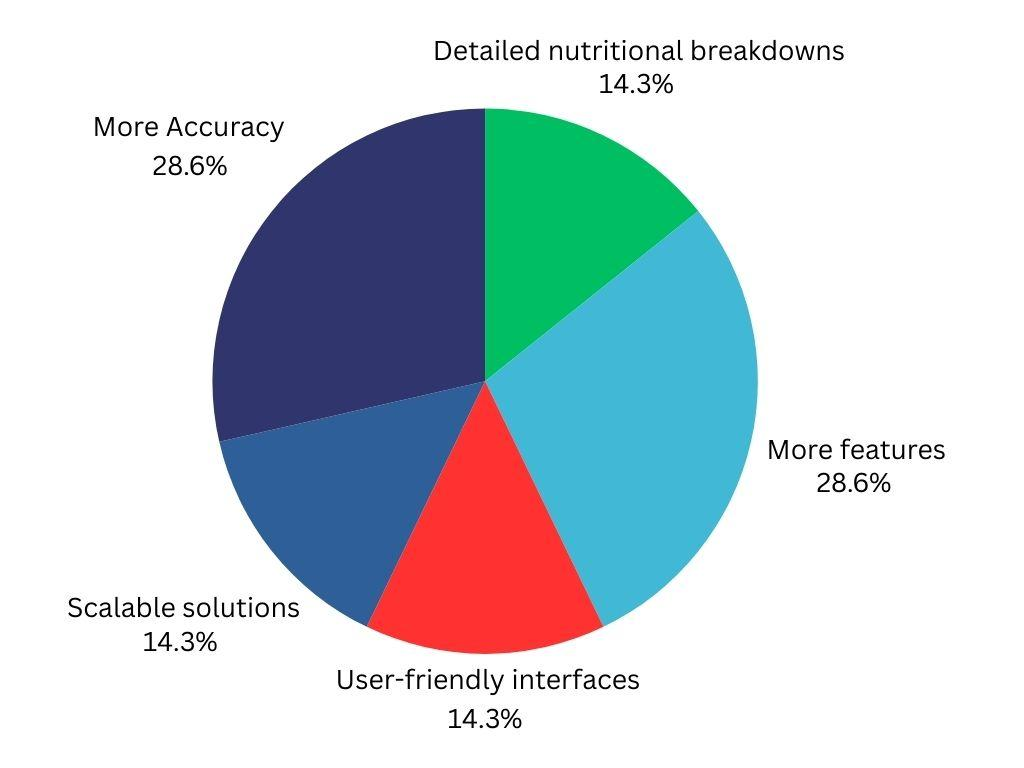 Detailed nutritional breakdowns
14.3%
More Accuracy
28.6%
More features
28.6%
Scalable solutions
14.3%
User-friendly interfaces
14.3%